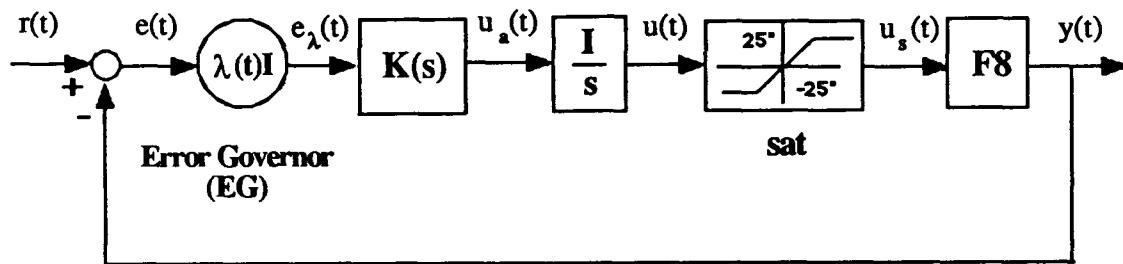 r(t) e(t) e_λ(t) u_a(t) u(t) u_s(t) y(t)
+
-
λ(t)I
K(s)
I
s
25°
-25°
F8
sat
Error Governor
(EG)